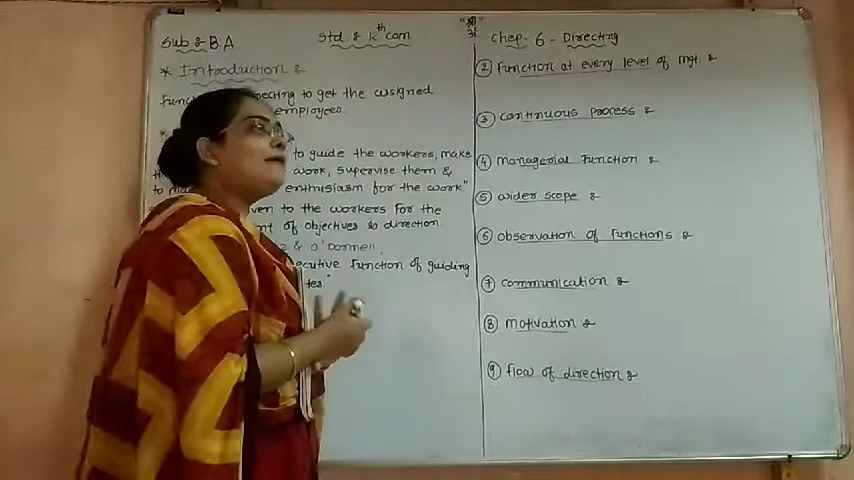 Sub & B.A
Std & 12th com
Chep- 6 - Directing
* Introduction &
to get the assigned
employees.
to guide the workers, make
work, supervise them &
enthusiasm for the work"
to the workers for the
of objectives is direction
& O'Donnell
Function of guiding
② Function at every level of mgt &
③ continuous process &
④ managerial Function &
⑤ wider scope &
⑥ observation of Functions &
⑦ communication &
⑧ motivation &
⑨ flow of direction &